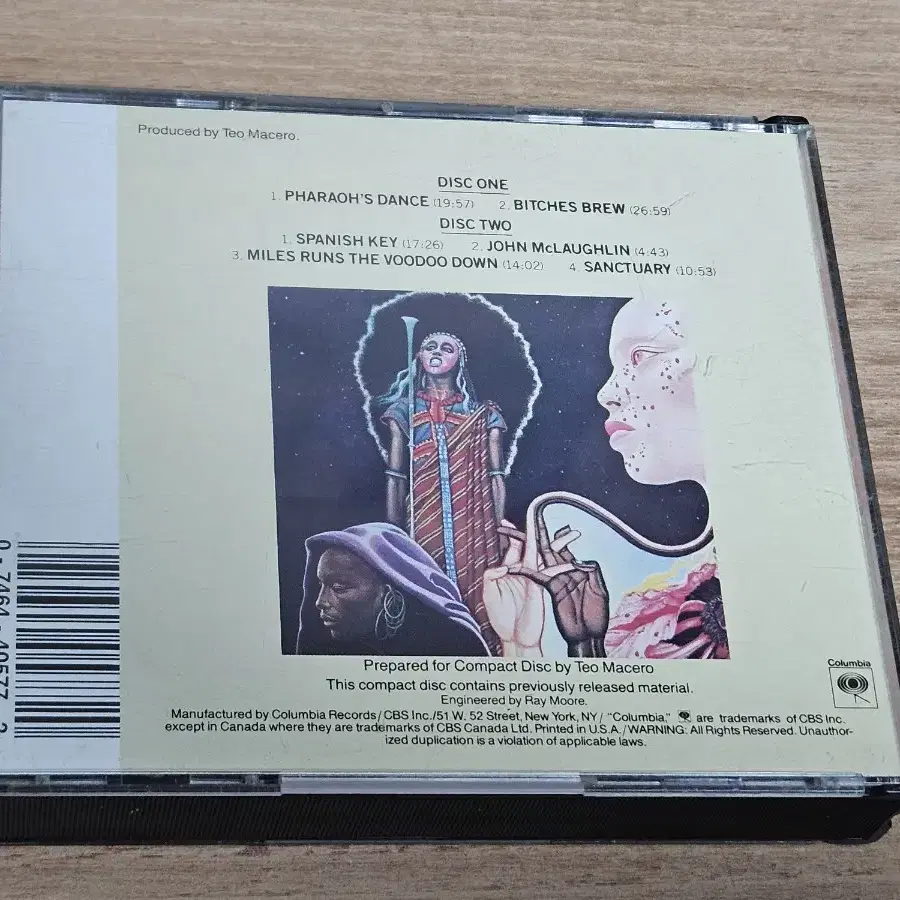 Produced by Teo Macero.
DISC ONE
1. PHARAOH'S DANCE (19:57) 2. BITCHES BREW (26:59)
DISC TWO
1. SPANISH KEY (17:26) 2. JOHN McLAUGHLIN (4:43)
3. MILES RUNS THE VOODOO DOWN (14:02) 4. SANCTUARY (10:53)
Prepared for Compact Disc by Teo Macero
This compact disc contains previously released material.
Engineered by Ray Moore.
Manufactured by Columbia Records/CBS Inc./51 W. 52 Street, New York, NY/ "Columbia," are trademarks of CBS Inc.
except in Canada where they are trademarks of CBS Canada Ltd. Printed in U.S.A./WARNING: All Rights Reserved. Unauthor-
ized duplication is a violation of applicable laws.
Columbia
0 7464-40577-2